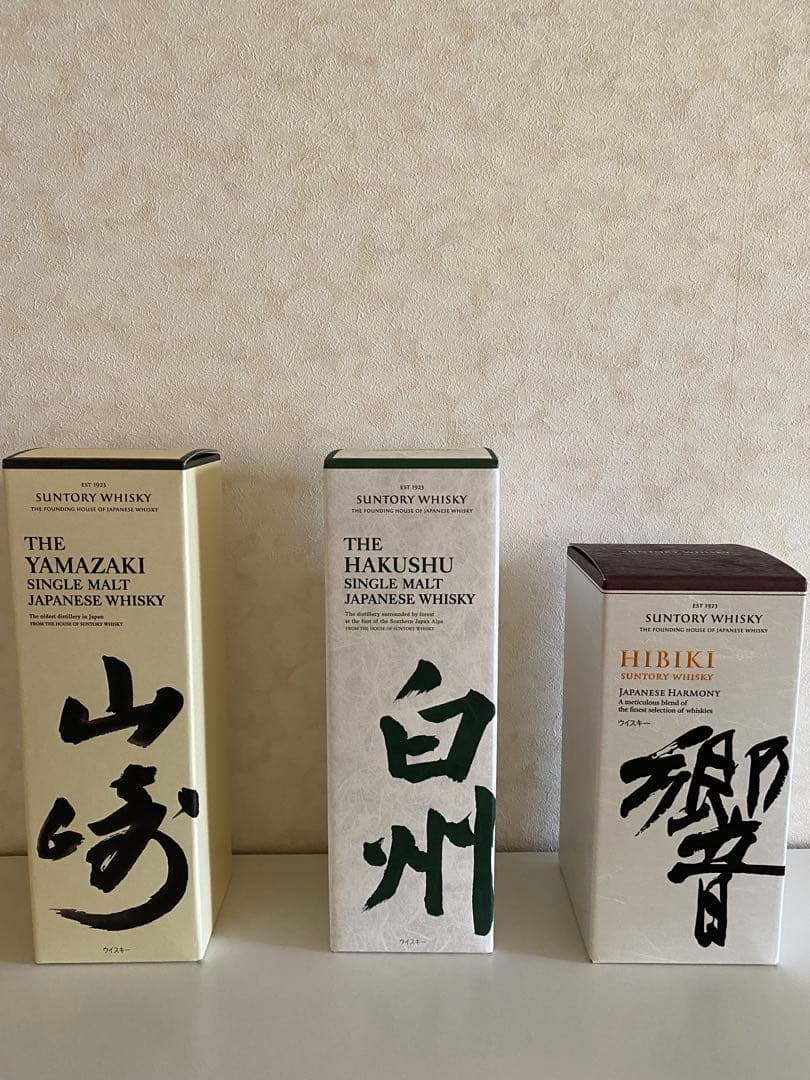 EST 1923
SUNTORY WHISKY
THE FOUNDING HOUSE OF JAPANESE WHISKY
THE
YAMAZAKI
SINGLE MALT
JAPANESE WHISKY
The oldest distillery in Japan
FROM THE HOUSE OF SUNTORY WHISKY
山
崎
ウイスキー
EST 1923
SUNTORY WHISKY
THE FOUNDING HOUSE OF JAPANESE WHISKY
THE
HAKUSHU
SINGLE MALT
JAPANESE WHISKY
The distillery surrounded by forest
at the foot of the Southern Japan Alps
FROM THE HOUSE OF SUNTORY WHISKY
白
州
ウイスキー
SUNTORY WHISKY
EST 1923
SUNTORY WHISKY
THE FOUNDING HOUSE OF JAPANESE WHISKY
HIBIKI
SUNTORY WHISKY
JAPANESE HARMONY
A meticulous blend of
the finest selection of whiskies
ウイスキー
響